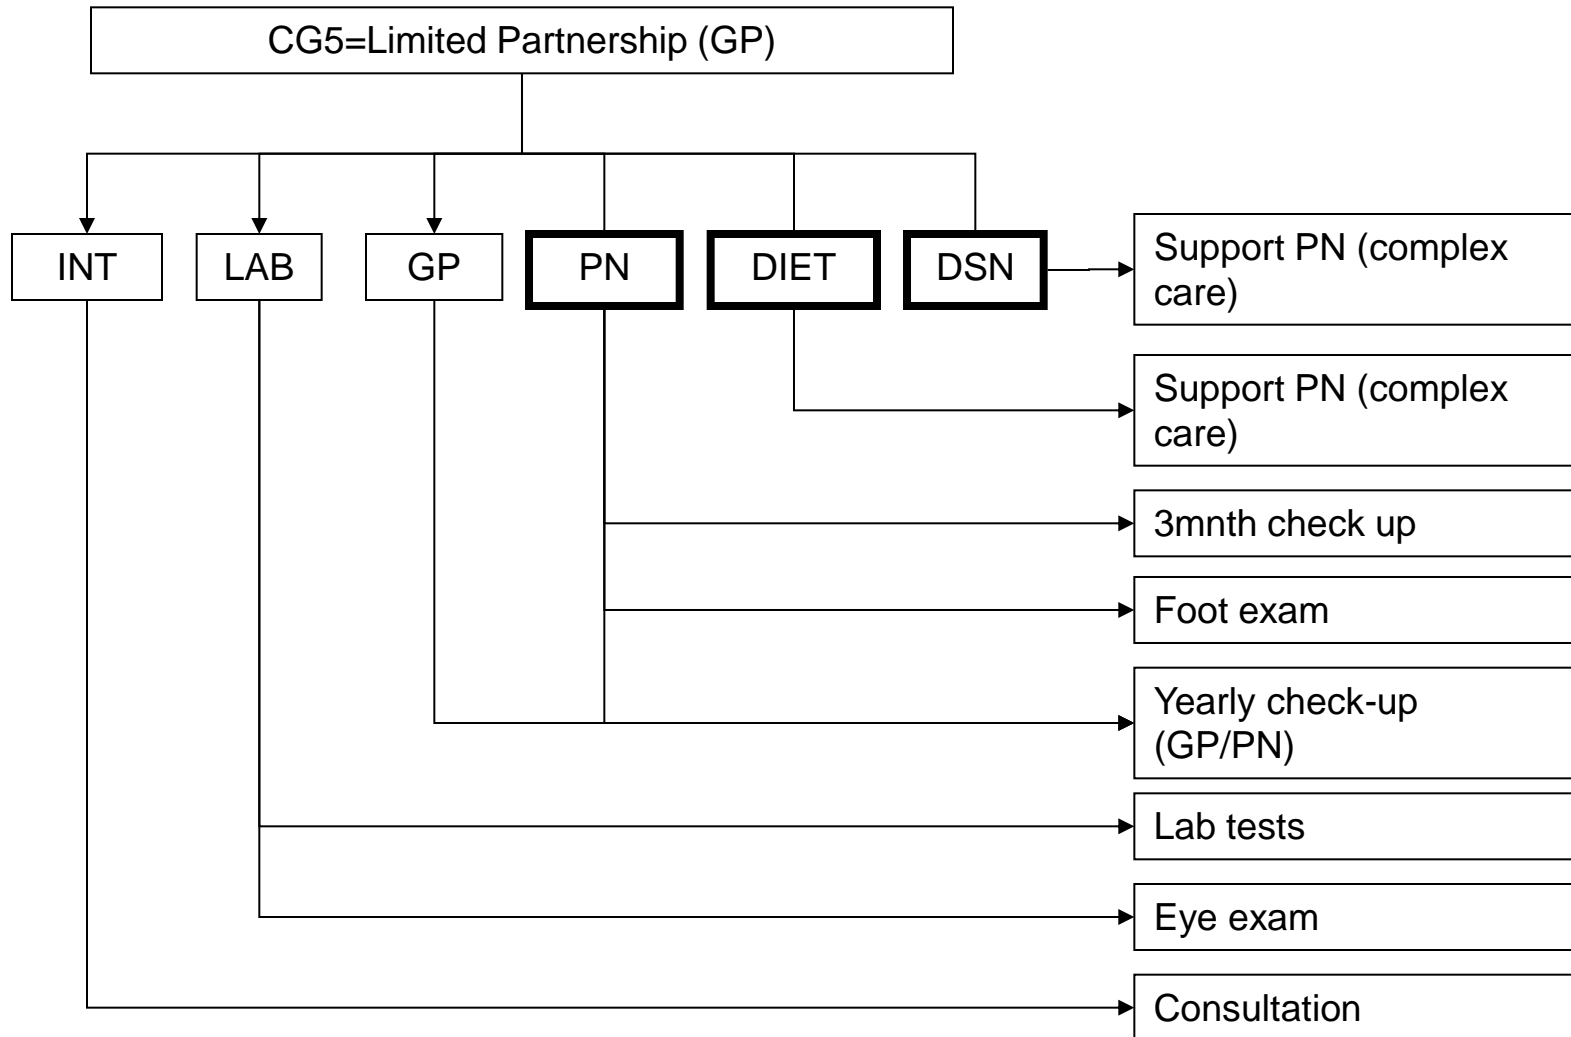 CG5=Limited Partnership (GP)
INT
LAB
GP
PN
DIET
DSN
Support PN (complex
care)
Support PN (complex
care)
3mnth check up
Foot exam
Yearly check-up
(GP/PN)
Lab tests
Eye exam
Consultation